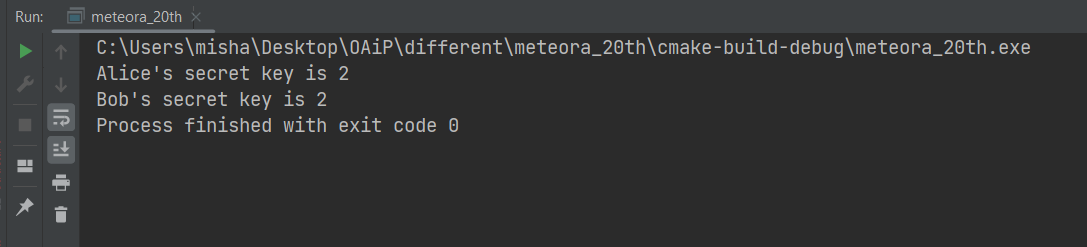 Run: meteora_20th
C:\Users\misha\Desktop\OAiP\different\meteora_20th\cmake-build-debug\meteora_20th.exe
Alice's secret key is 2
Bob's secret key is 2
Process finished with exit code 0